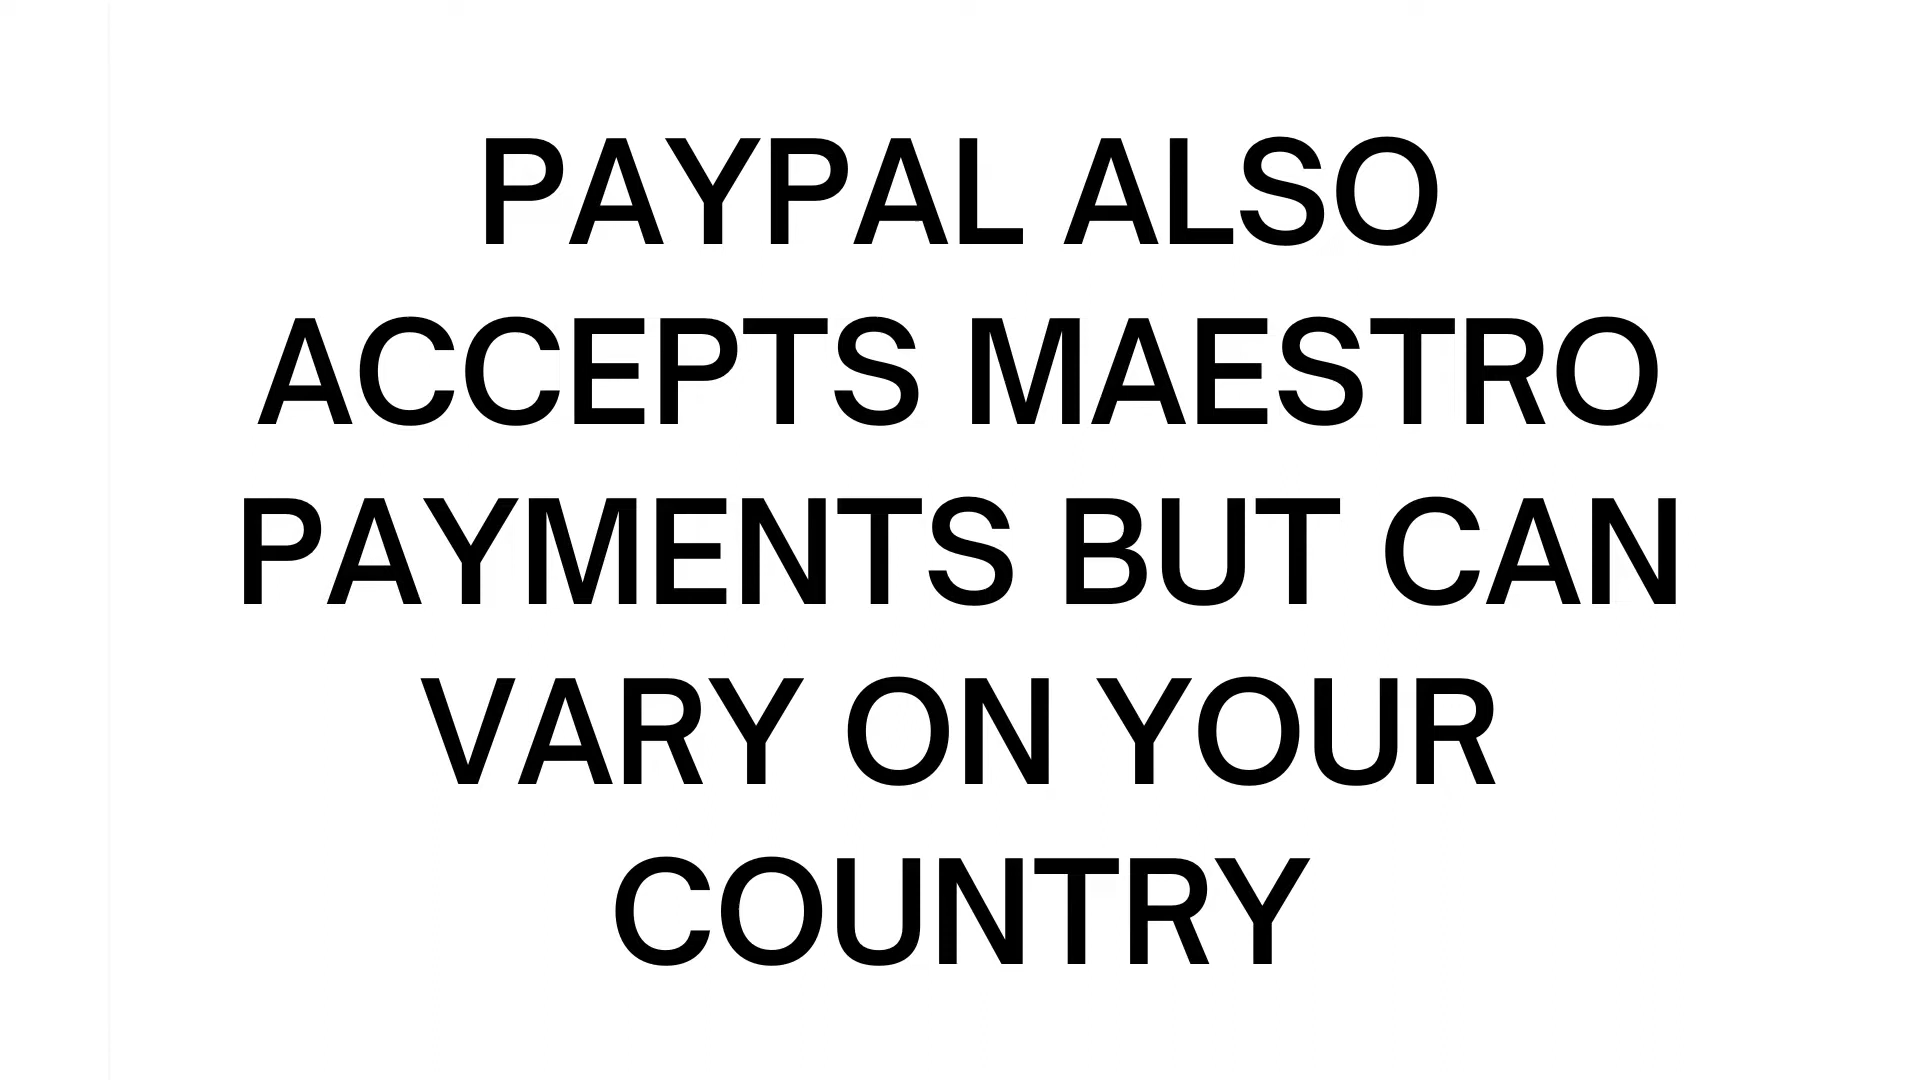 PAYPAL ALSO
ACCEPTS MAESTRO
PAYMENTS BUT CAN
VARY ON YOUR
COUNTRY